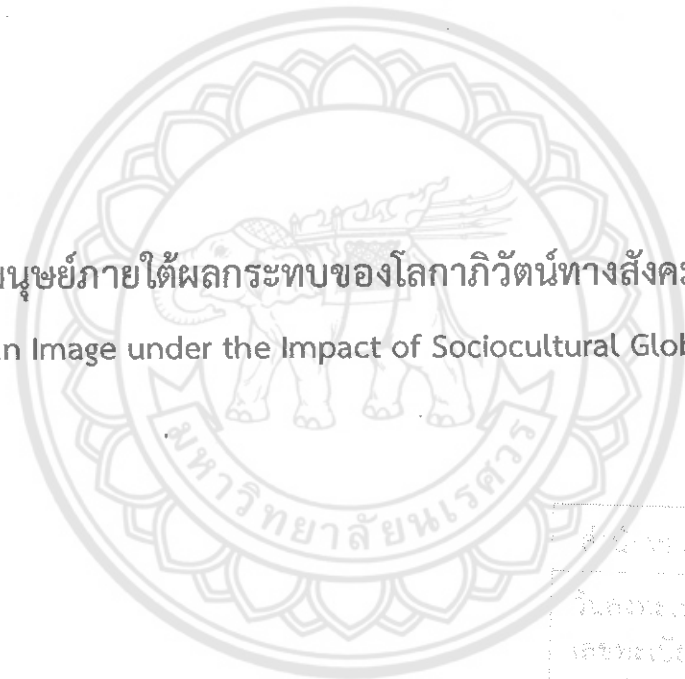 นุษย์ภายใต้ผลกระทบของโลกาภิวัตน์ทางสังค
n Image under the Impact of Sociocultural Glob
มหาวิทยาลัยนเรศวร